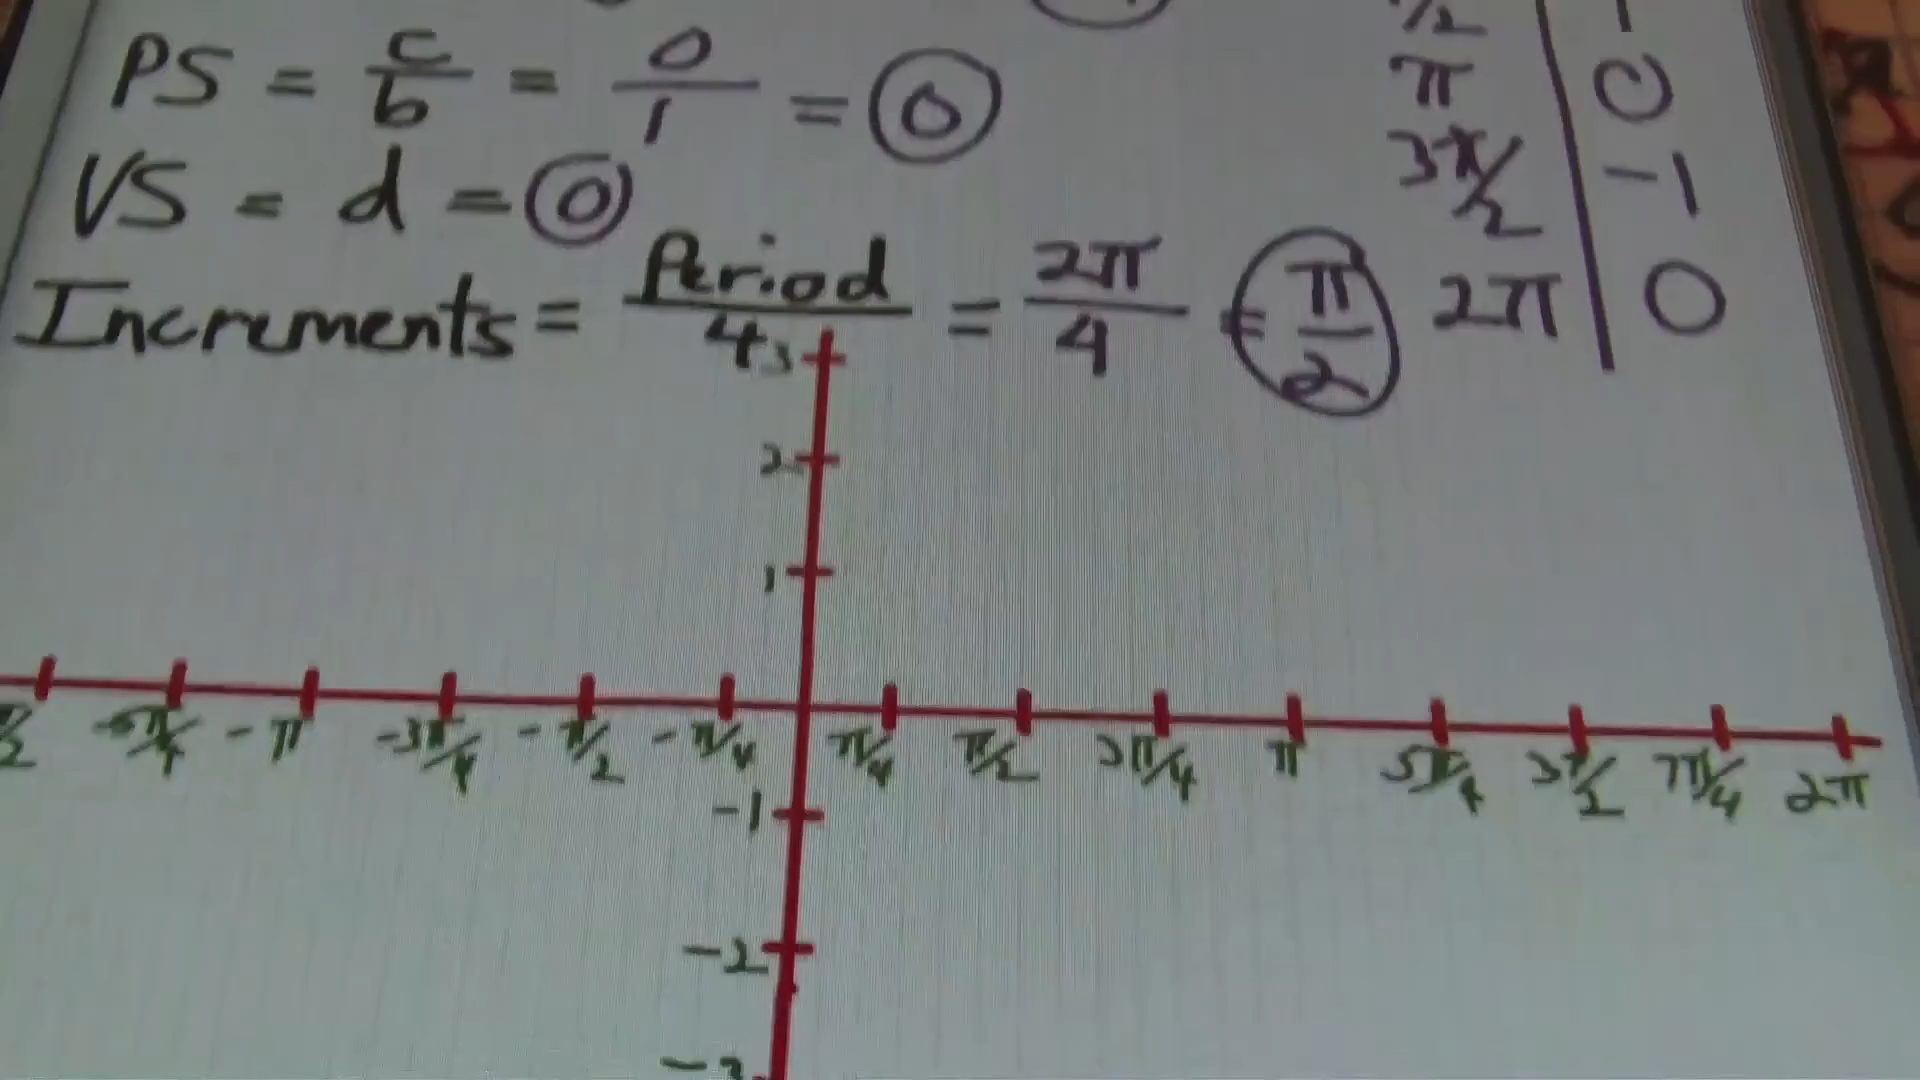 PS = c/b = 0/1 = 0
VS = d = 0
Increments = Period/4 = 2π/4 = π/2
π 0
3π/2 -1
2π 0
3
2
1
-π -3π/4 -π/2 -π/4 π/4 π/2 3π/4 π 5π/4 3π/2 7π/4 2π
-1
-2